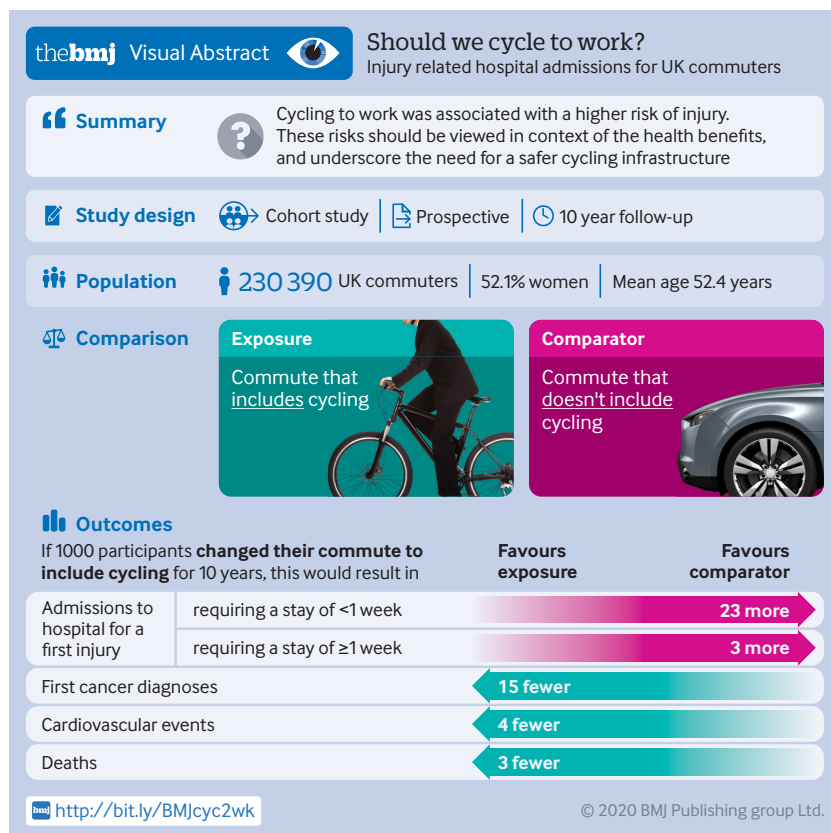 thebmj Visual Abstract
Should we cycle to work?
Injury related hospital admissions for UK commuters
Summary
?
Cycling to work was associated with a higher risk of injury.
These risks should be viewed in context of the health benefits,
and underscore the need for a safer cycling infrastructure
Study design
Cohort study
Prospective
10 year follow-up
Population
230 390 UK commuters
52.1% women
Mean age 52.4 years
Comparison
Exposure
Commute that
includes cycling
Comparator
Commute that
doesn't include
cycling
Outcomes
If 1000 participants changed their commute to
include cycling for 10 years, this would result in
Favours
exposure
Favours
comparator
Admissions to
hospital for a
first injury
requiring a stay of <1 week
23 more
requiring a stay of ≥1 week
3 more
First cancer diagnoses
15 fewer
Cardiovascular events
4 fewer
Deaths
3 fewer
bmj http://bit.ly/BMJcyc2wk
© 2020 BMJ Publishing group Ltd.